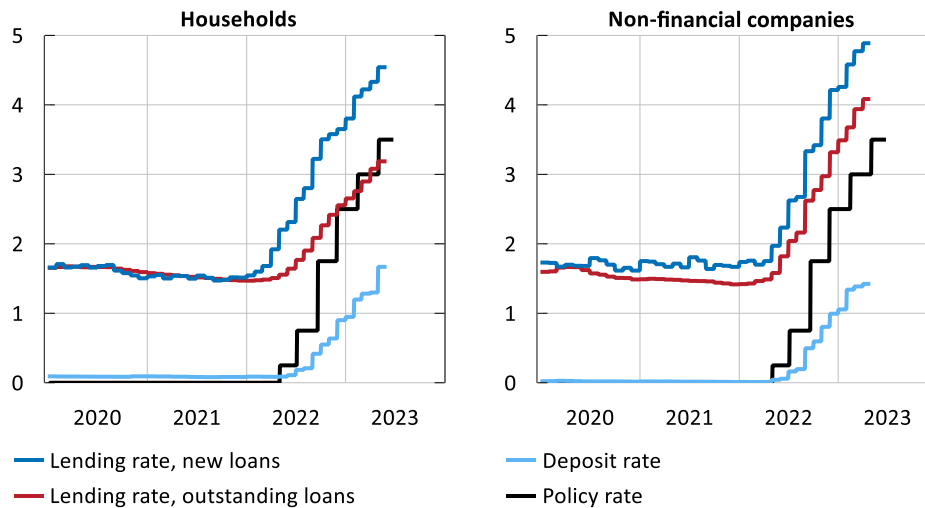 Households
5
4
3
2
1
0
2020 2021 2022 2023
Non-financial companies
5
4
3
2
1
0
2020 2021 2022 2023
Lending rate, new loans
Lending rate, outstanding loans
Deposit rate
Policy rate